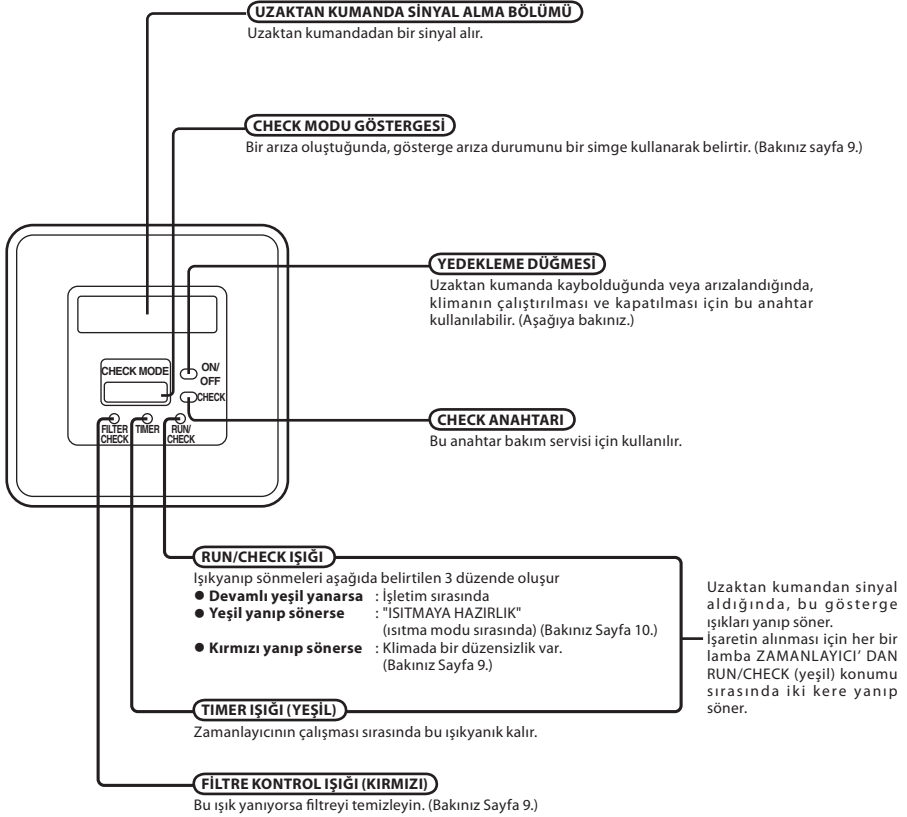 UZAKTAN KUMANDA SİNYAL ALMA BÖLÜMÜ
Uzaktan kumandadan bir sinyal alır.
CHECK MODU GÖSTERGESİ
Bir arıza oluştuğunda, gösterge arıza durumunu bir simge kullanarak belirtir. (Bakınız sayfa 9.)
YEDEKLEME DÜĞMESİ
Uzaktan kumanda kaybolduğunda veya arızalandığında,
klimanın çalıştırılması ve kapatılması için bu anahtar
kullanılabilir. (Aşağıya bakınız.)
CHECK MODE
ON/
OFF
CHECK
FILTER
CHECK
TIMER
RUN/
CHECK
CHECK ANAHTARI
Bu anahtar bakım servisi için kullanılır.
RUN/CHECK IŞIĞI
Işıkyanıp sönmeleri aşağıda belirtilen 3 düzende oluşur
● Devamlı yeşil yanarsa : İşletim sırasında
● Yeşil yanıp sönerse : "ISITMAYA HAZIRLIK"
(ısıtma modu sırasında) (Bakınız Sayfa 10.)
● Kırmızı yanıp sönerse : Klimada bir düzensizlik var.
(Bakınız Sayfa 9.)
Uzaktan kumandan sinyal
aldığında, bu gösterge
ışıkları yanıp söner.
İşaretin alınması için her bir
lamba ZAMANLAYICI' DAN
RUN/CHECK (yeşil) konumu
sırasında iki kere yanıp
söner.
TIMER IŞIĞI (YEŞİL)
Zamanlayıcının çalışması sırasında bu ışıkyanık kalır.
FİLTRE KONTROL IŞIĞI (KIRMIZI)
Bu ışık yanıyorsa filtreyi temizleyin. (Bakınız Sayfa 9.)